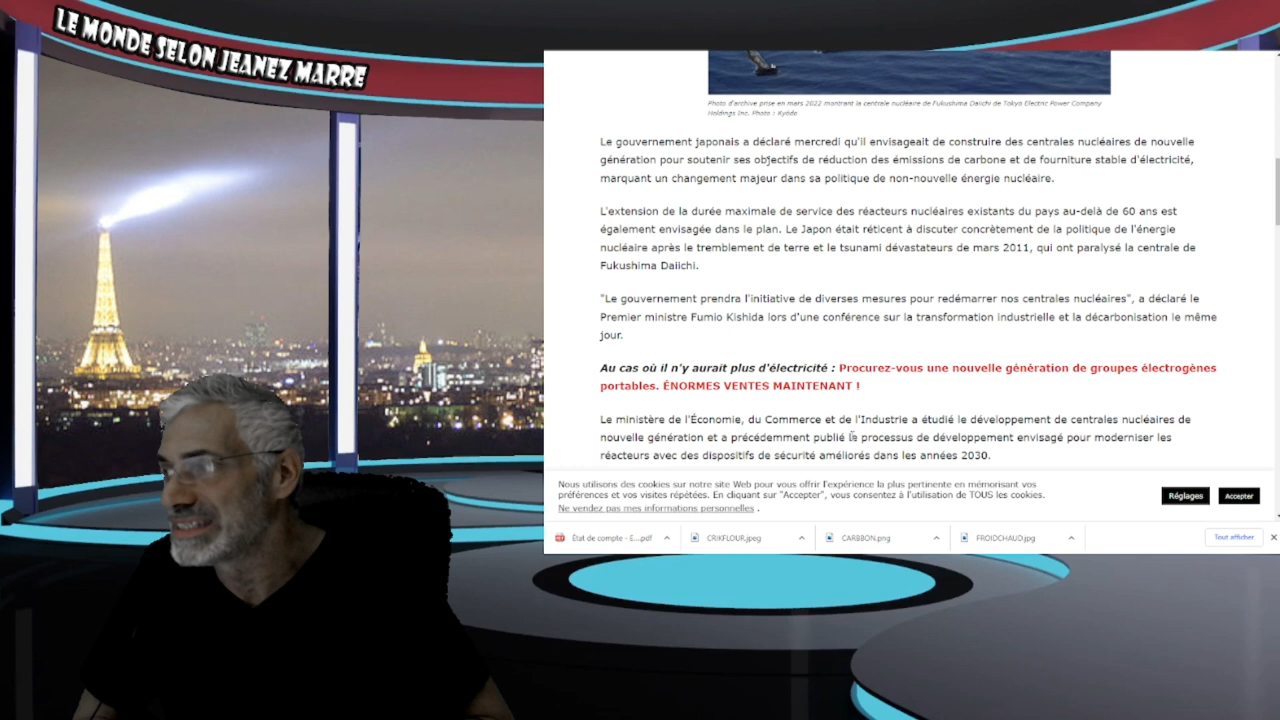 LE MONDE SELON JEANEZ MARRE
Photo d'archive prise en mars 2022 montrant la centrale nucléaire de Fukushima Daiichi de Tokyo Electric Power Company
Holdings Inc. Photo : Kyodo
Le gouvernement japonais a déclaré mercredi qu'il envisageait de construire des centrales nucléaires de nouvelle
génération pour soutenir ses objectifs de réduction des émissions de carbone et de fourniture stable d'électricité,
marquant un changement majeur dans sa politique de non-nouvelle énergie nucléaire.
L'extension de la durée maximale de service des réacteurs nucléaires existants du pays au-delà de 60 ans est
également envisagée dans le plan. Le Japon était réticent à discuter concrètement de la politique de l'énergie
nucléaire après le tremblement de terre et le tsunami dévastateurs de mars 2011, qui ont paralysé la centrale de
Fukushima Daiichi.
"Le gouvernement prendra l'initiative de diverses mesures pour redémarrer nos centrales nucléaires", a déclaré le
Premier ministre Fumio Kishida lors d'une conférence sur la transformation industrielle et la décarbonisation le même
jour.
Au cas où il n'y aurait plus d'électricité : Procurez-vous une nouvelle génération de groupes électrogènes
portables. ÉNORMES VENTES MAINTENANT !
Le ministère de l'Économie, du Commerce et de l'Industrie a étudié le développement de centrales nucléaires de
nouvelle génération et a précédemment publié le processus de développement envisagé pour moderniser les
réacteurs avec des dispositifs de sécurité améliorés dans les années 2030.
Nous utilisons des cookies sur notre site Web pour vous offrir l'expérience la plus pertinente en mémorisant vos
préférences et vos visites répétées. En cliquant sur "Accepter", vous consentez à l'utilisation de TOUS les cookies.
Ne vendez pas mes informations personnelles .
Réglages
Accepter
État de compte - E....pdf
CRIKFLOUR.jpeg
CARBBON.png
FROIDCHAUD.jpg
Tout afficher